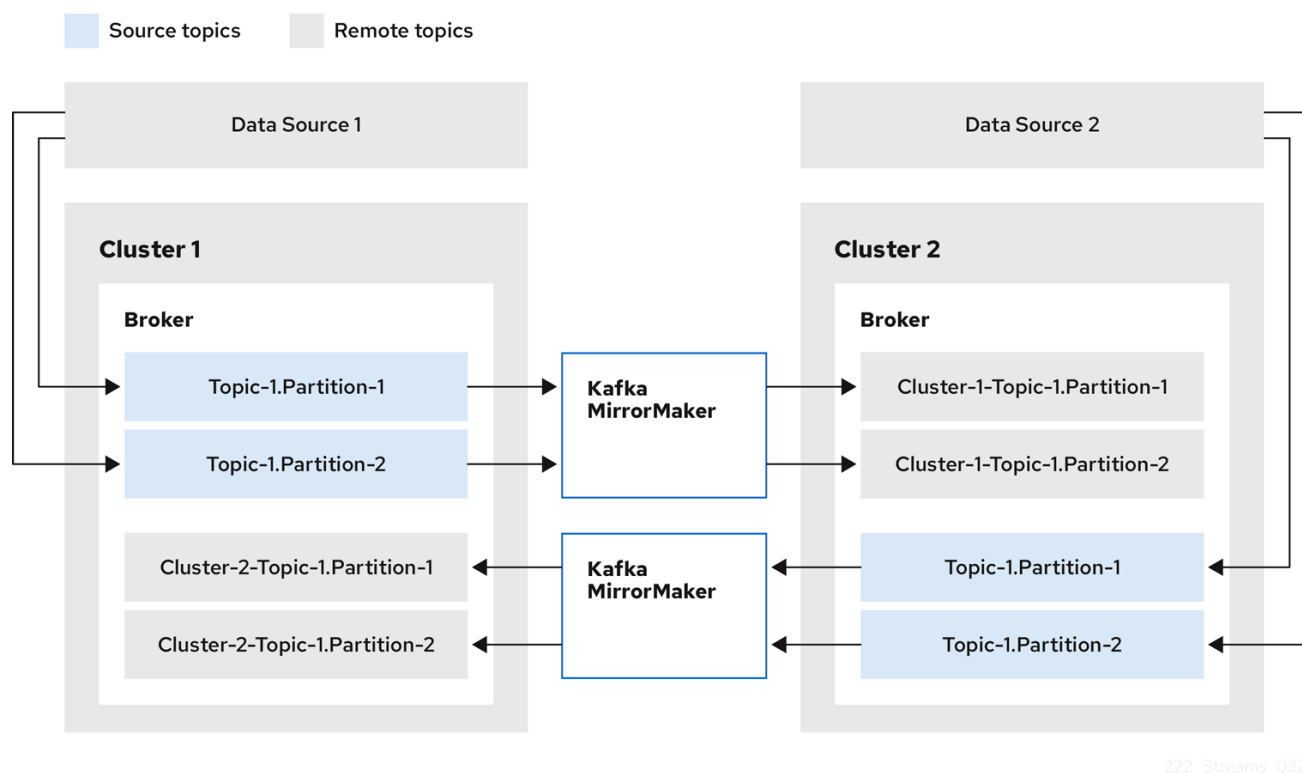 Source topics
Remote topics
Data Source 1
Data Source 2
Cluster 1
Broker
Topic-1.Partition-1
Topic-1.Partition-2
Cluster-2-Topic-1.Partition-1
Cluster-2-Topic-1.Partition-2
Kafka
MirrorMaker
Kafka
MirrorMaker
Cluster 2
Broker
Cluster-1-Topic-1.Partition-1
Cluster-1-Topic-1.Partition-2
Topic-1.Partition-1
Topic-1.Partition-2
222 Streams